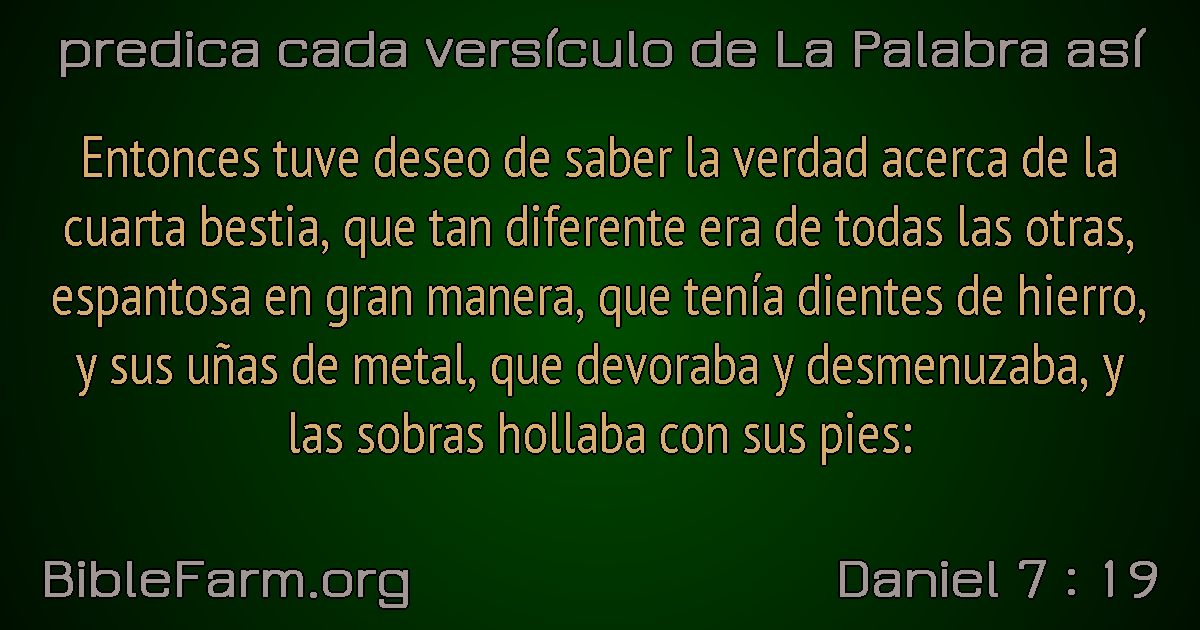 predica cada versículo de La Palabra así
Entonces tuve deseo de saber la verdad acerca de la
cuarta bestia, que tan diferente era de todas las otras,
espantosa en gran manera, que tenía dientes de hierro,
y sus uñas de metal, que devoraba y desmenuzaba, y
las sobras hollaba con sus pies:
BibleFarm.org
Daniel 7 : 19